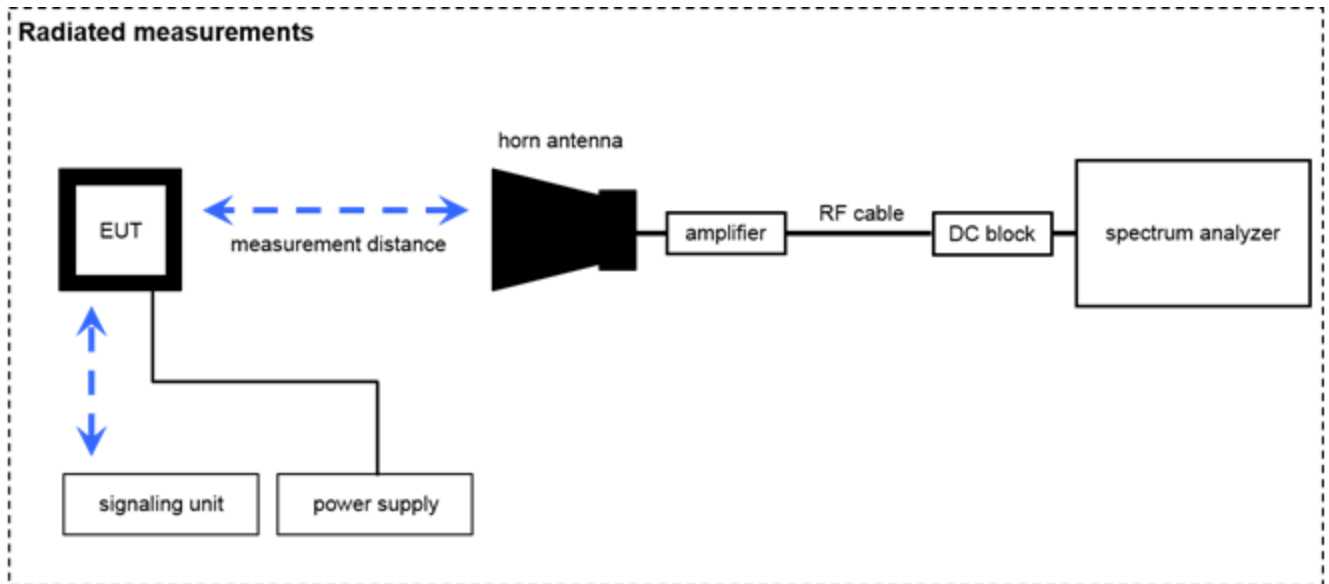 Radiated measurements
horn antenna
EUT
measurement distance
amplifier
RF cable
DC block
spectrum analyzer
signaling unit
power supply